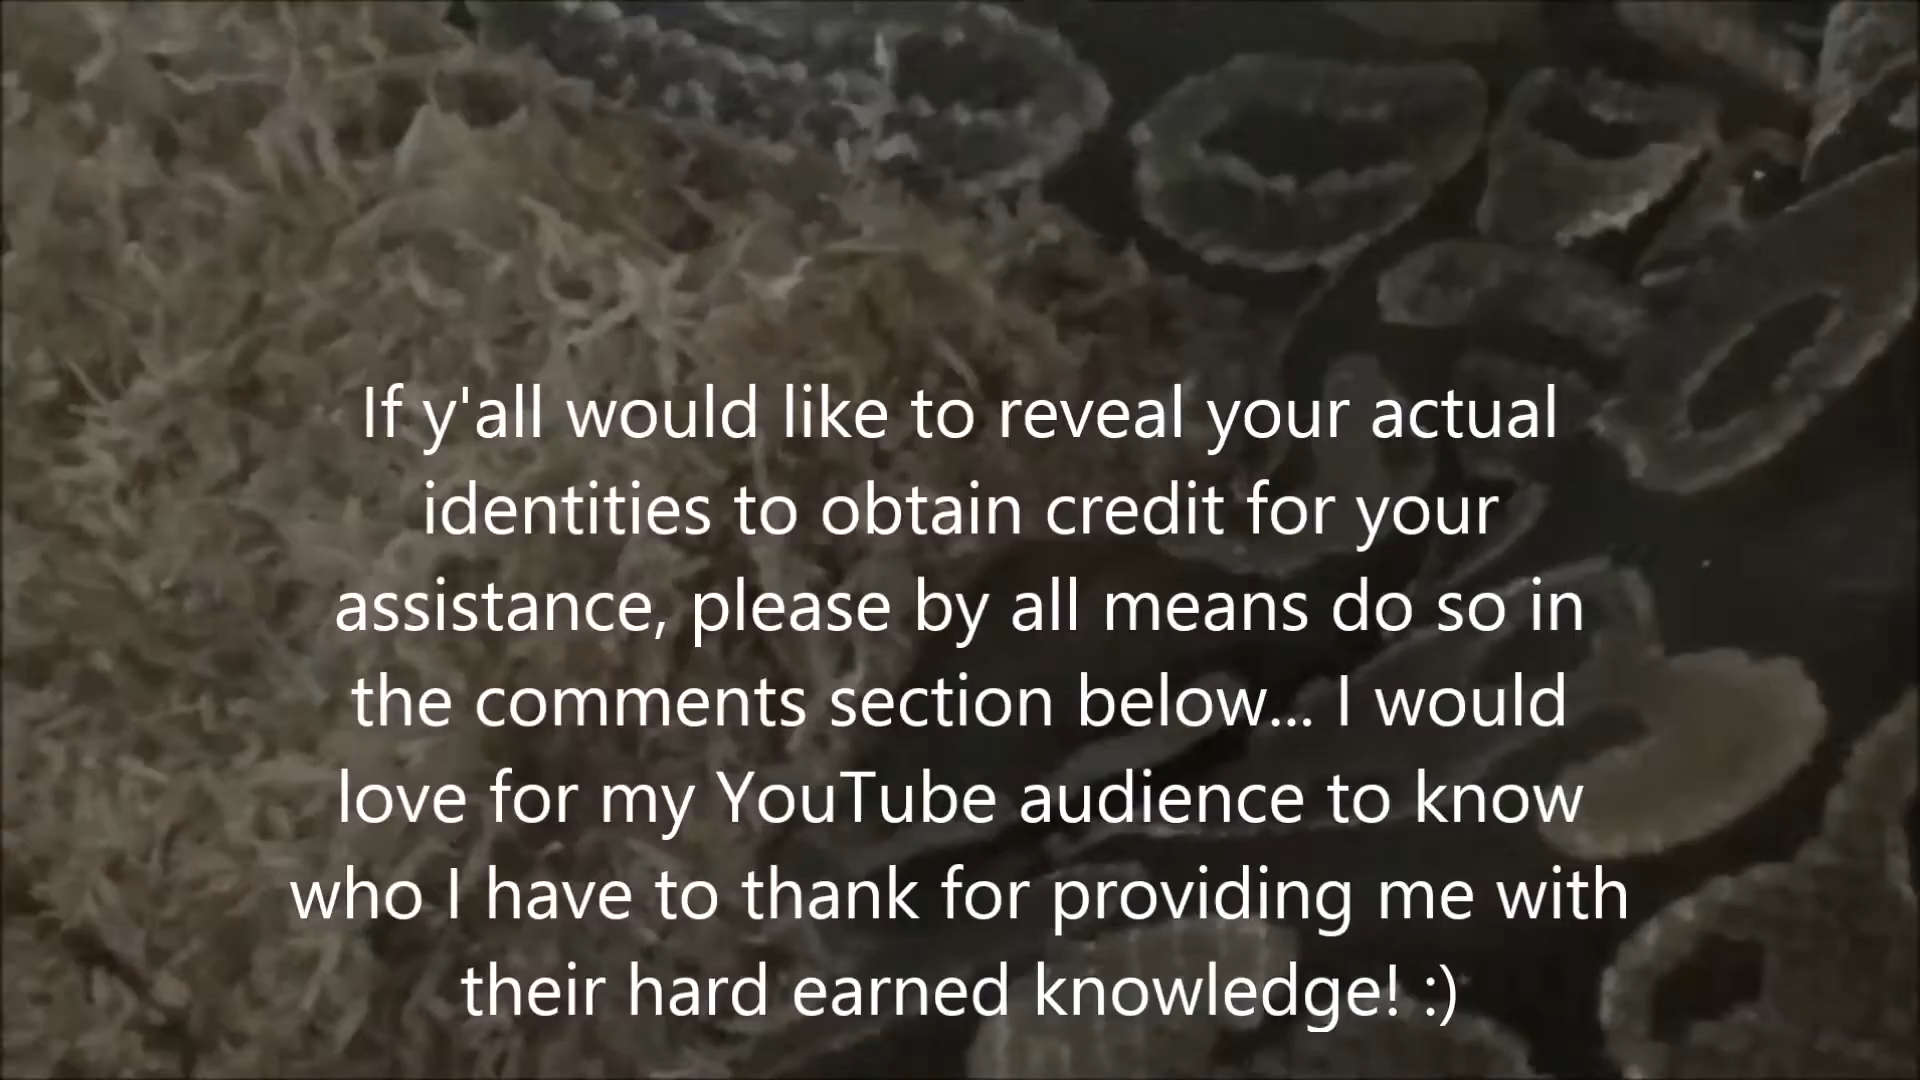 If y'all would like to reveal your actual
identities to obtain credit for your
assistance, please by all means do so in
the comments section below... I would
love for my YouTube audience to know
who I have to thank for providing me with
their hard earned knowledge! :)